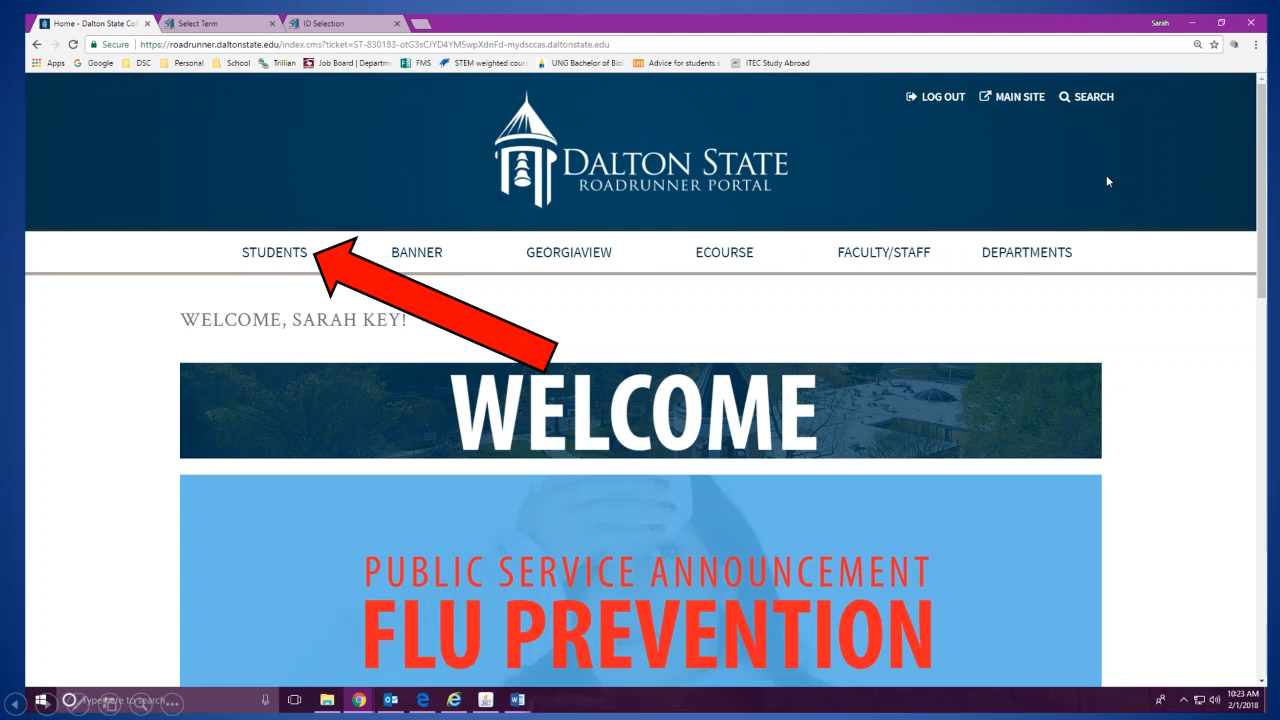 Home - Dalton State Col
Select Term
ID Selection
Sarah
Secure
https://roadrunner.daltonstate.edu/index.cms?ticket=ST-830183-otG3sCJYD4YM5wpXdnFd-mydsccas.daltonstate.edu
Apps
Google
DSC
Personal
School
Trillian
Job Board | Departm
FMS
STEM weighted cour
UNG Bachelor of Bio
Advice for students s
ITEC Study Abroad
LOG OUT
MAIN SITE
SEARCH
DALTON STATE
ROADRUNNER PORTAL
STUDENTS
BANNER
GEORGIAVIEW
ECOURSE
FACULTY/STAFF
DEPARTMENTS
WELCOME, SARAH KEY!
WELCOME
PUBLIC SERVICE ANNOUNCEMENT
FLU PREVENTION
Type here to search
10:23 AM
2/1/2018